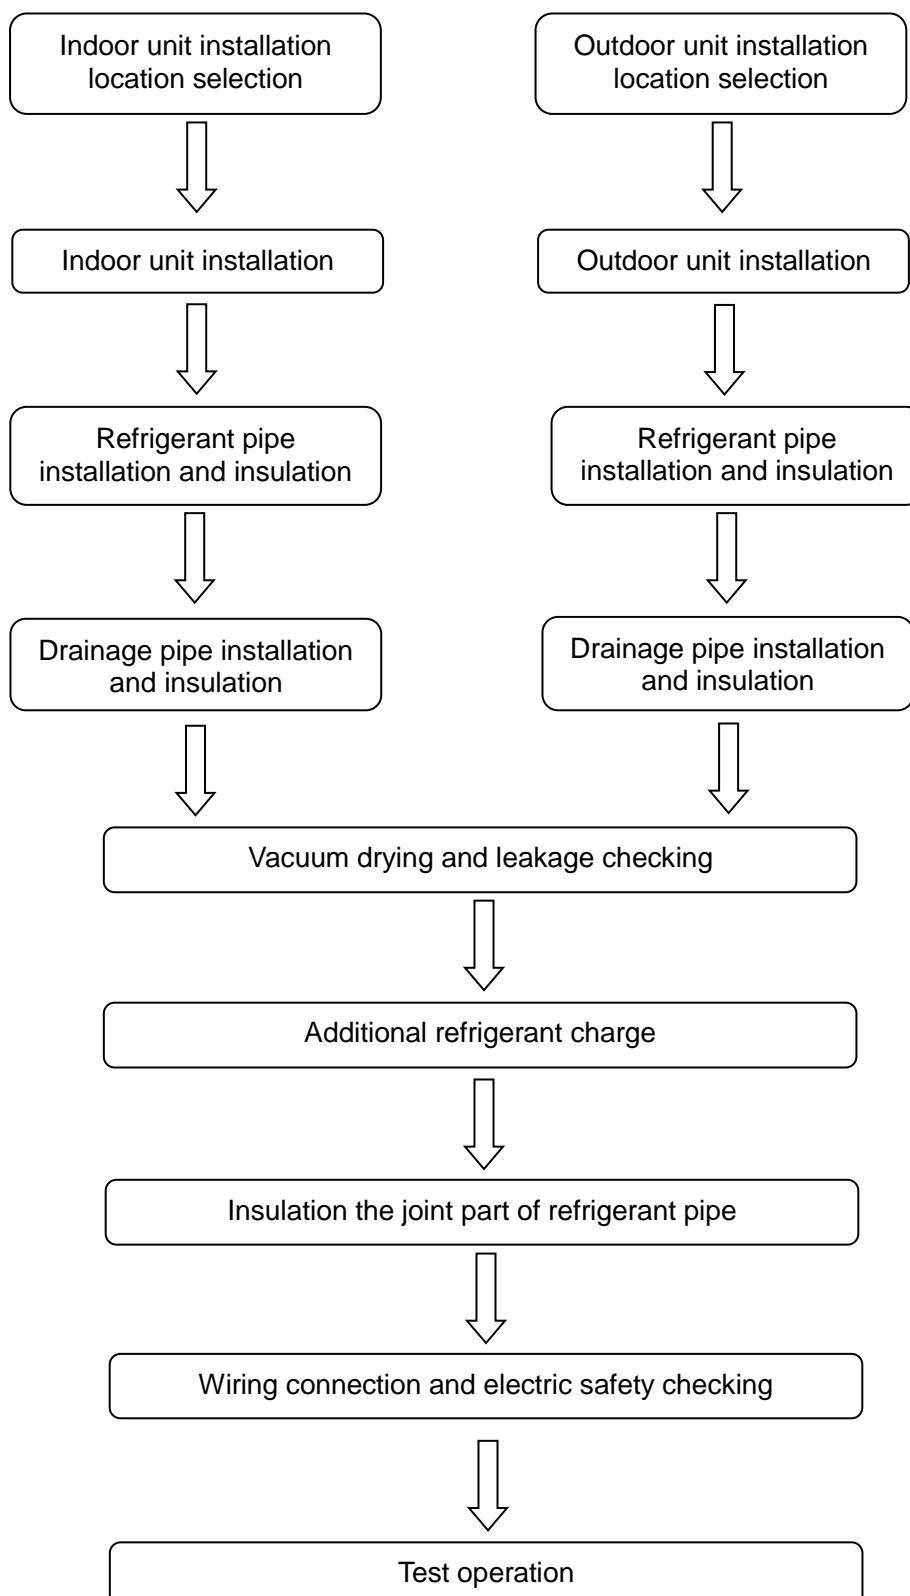 Indoor unit installation
location selection
Outdoor unit installation
location selection
Indoor unit installation
Outdoor unit installation
Refrigerant pipe
installation and insulation
Refrigerant pipe
installation and insulation
Drainage pipe installation
and insulation
Drainage pipe installation
and insulation
Vacuum drying and leakage checking
Additional refrigerant charge
Insulation the joint part of refrigerant pipe
Wiring connection and electric safety checking
Test operation